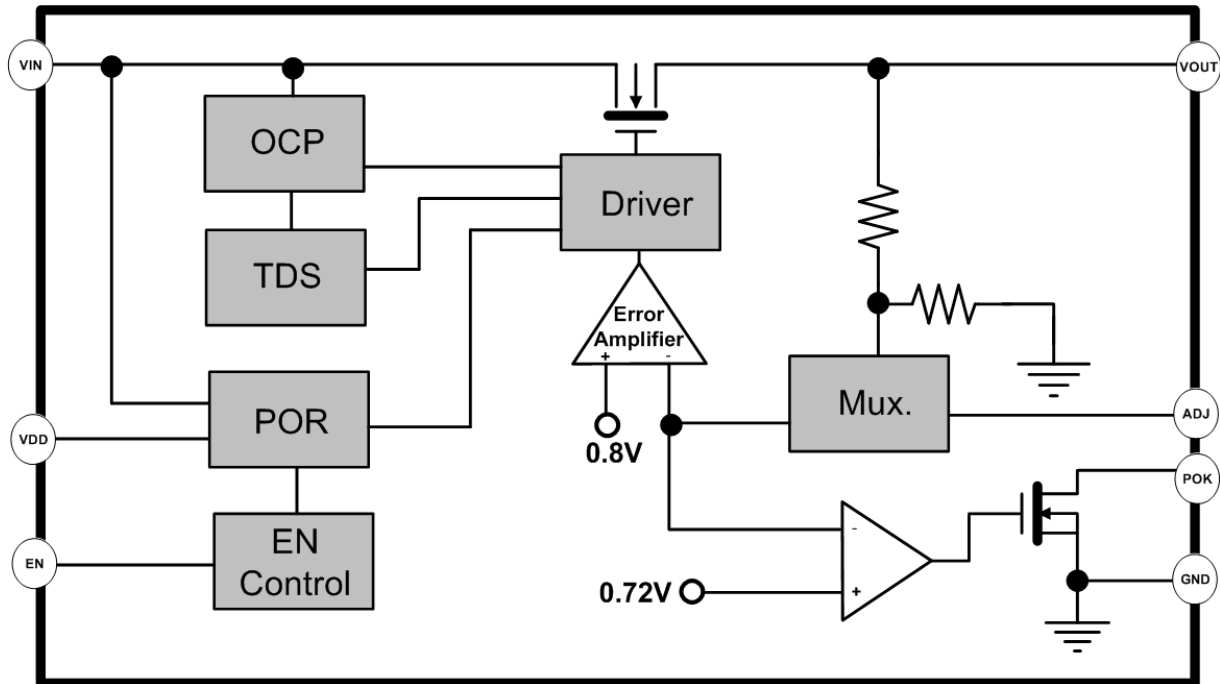 VIN
VOUT
OCP
Driver
TDS
Error
Amplifier
+ -
Mux.
POR
ADJ
VDD
0.8V
POK
EN
Control
EN
-
+
0.72V
GND